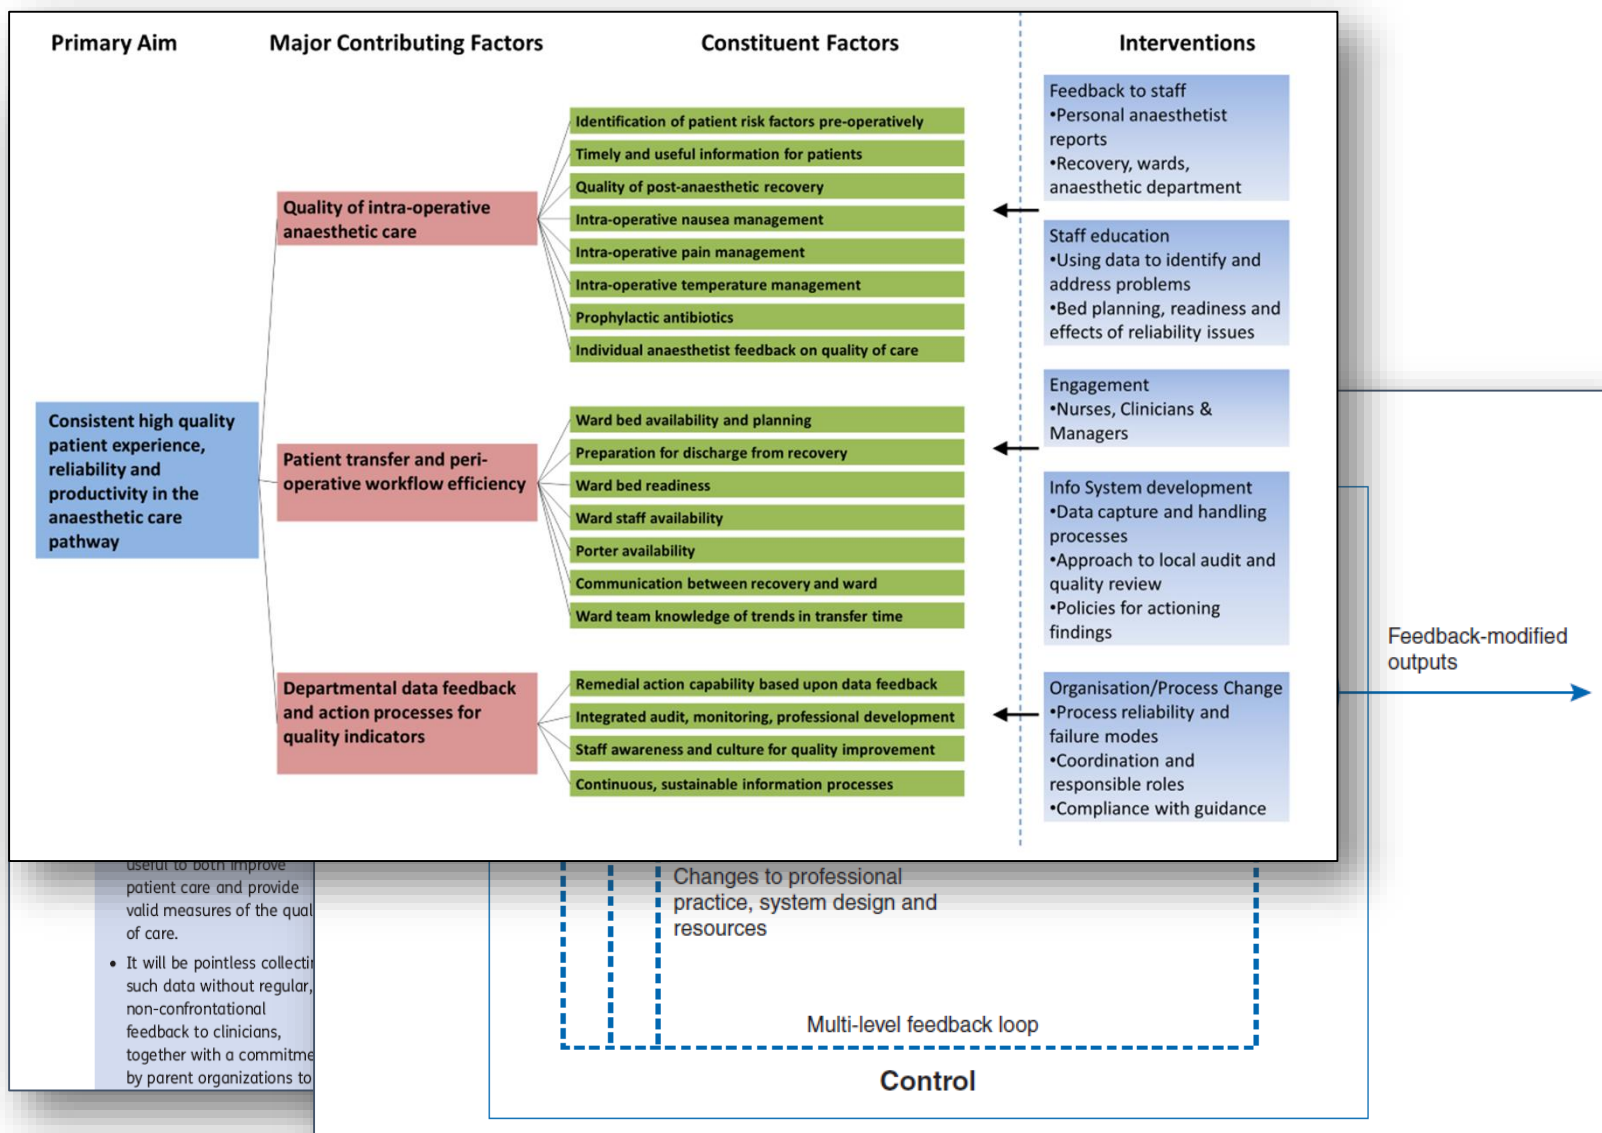 Primary Aim
Major Contributing Factors
Constituent Factors
Interventions
Consistent high quality
patient experience,
reliability and
productivity in the
anaesthetic care
pathway
Quality of intra-operative
anaesthetic care
Identification of patient risk factors pre-operatively
Timely and useful information for patients
Quality of post-anaesthetic recovery
Intra-operative nausea management
Intra-operative pain management
Intra-operative temperature management
Prophylactic antibiotics
Individual anaesthetist feedback on quality of care
Patient transfer and peri-
operative workflow efficiency
Ward bed availability and planning
Preparation for discharge from recovery
Ward bed readiness
Ward staff availability
Porter availability
Communication between recovery and ward
Ward team knowledge of trends in transfer time
Departmental data feedback
and action processes for
quality indicators
Remedial action capability based upon data feedback
Integrated audit, monitoring, professional development
Staff awareness and culture for quality improvement
Continuous, sustainable information processes
Feedback to staff
•Personal anaesthetist
reports
•Recovery, wards,
anaesthetic department
Staff education
•Using data to identify and
address problems
•Bed planning, readiness and
effects of reliability issues
Engagement
•Nurses, Clinicians &
Managers
Info System development
•Data capture and handling
processes
•Approach to local audit and
quality review
•Policies for actioning
findings
Organisation/Process Change
•Process reliability and
failure modes
•Coordination and
responsible roles
•Compliance with guidance
Feedback-modified
outputs
useful to both improve
patient care and provide
valid measures of the qual
of care.
• It will be pointless collectin
such data without regular,
non-confrontational
feedback to clinicians,
together with a commitme
by parent organizations to
Changes to professional
practice, system design and
resources
Multi-level feedback loop
Control